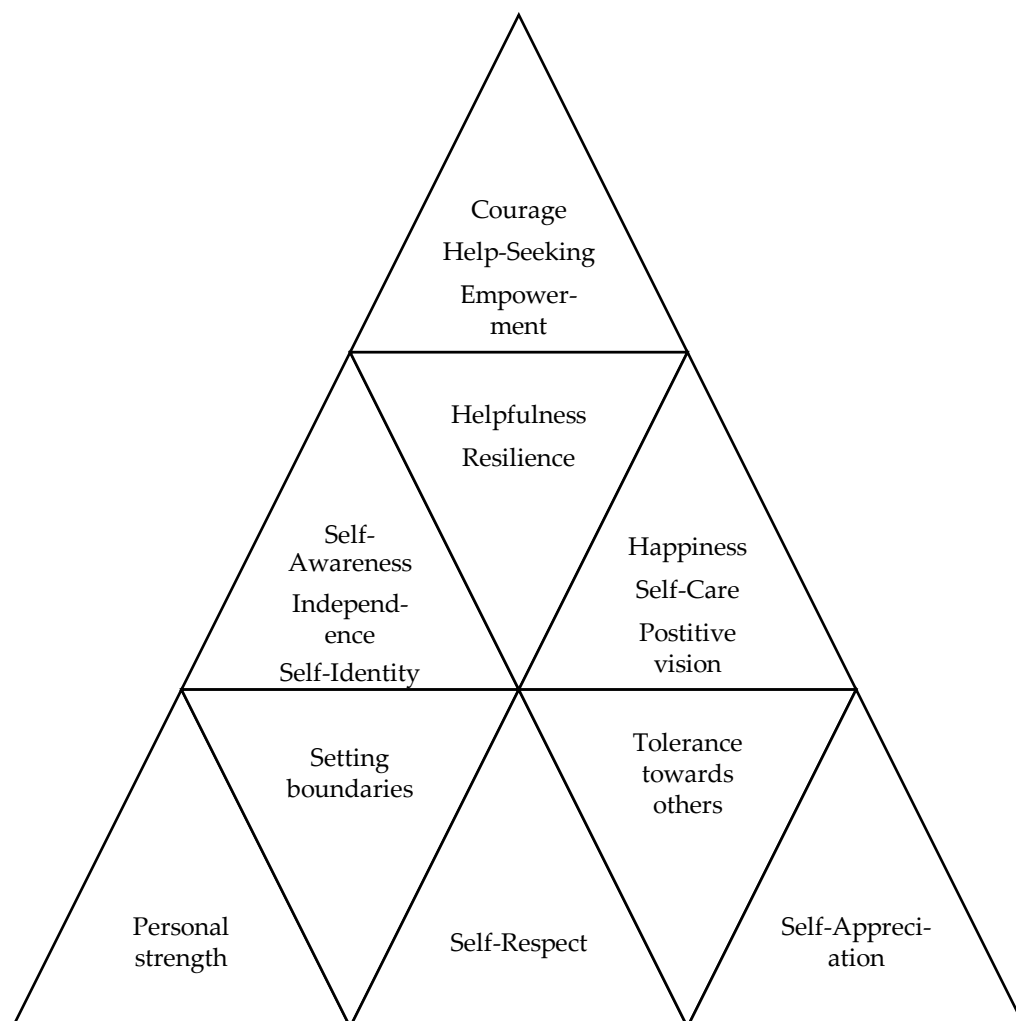 Courage
Help-Seeking
Empower-
ment
Helpfulness
Resilience
Self-
Awareness
Independ-
ence
Self-Identity
Happiness
Self-Care
Postitive
vision
Setting
boundaries
Tolerance
towards
others
Personal
strength
Self-Respect
Self-Appreci-
ation